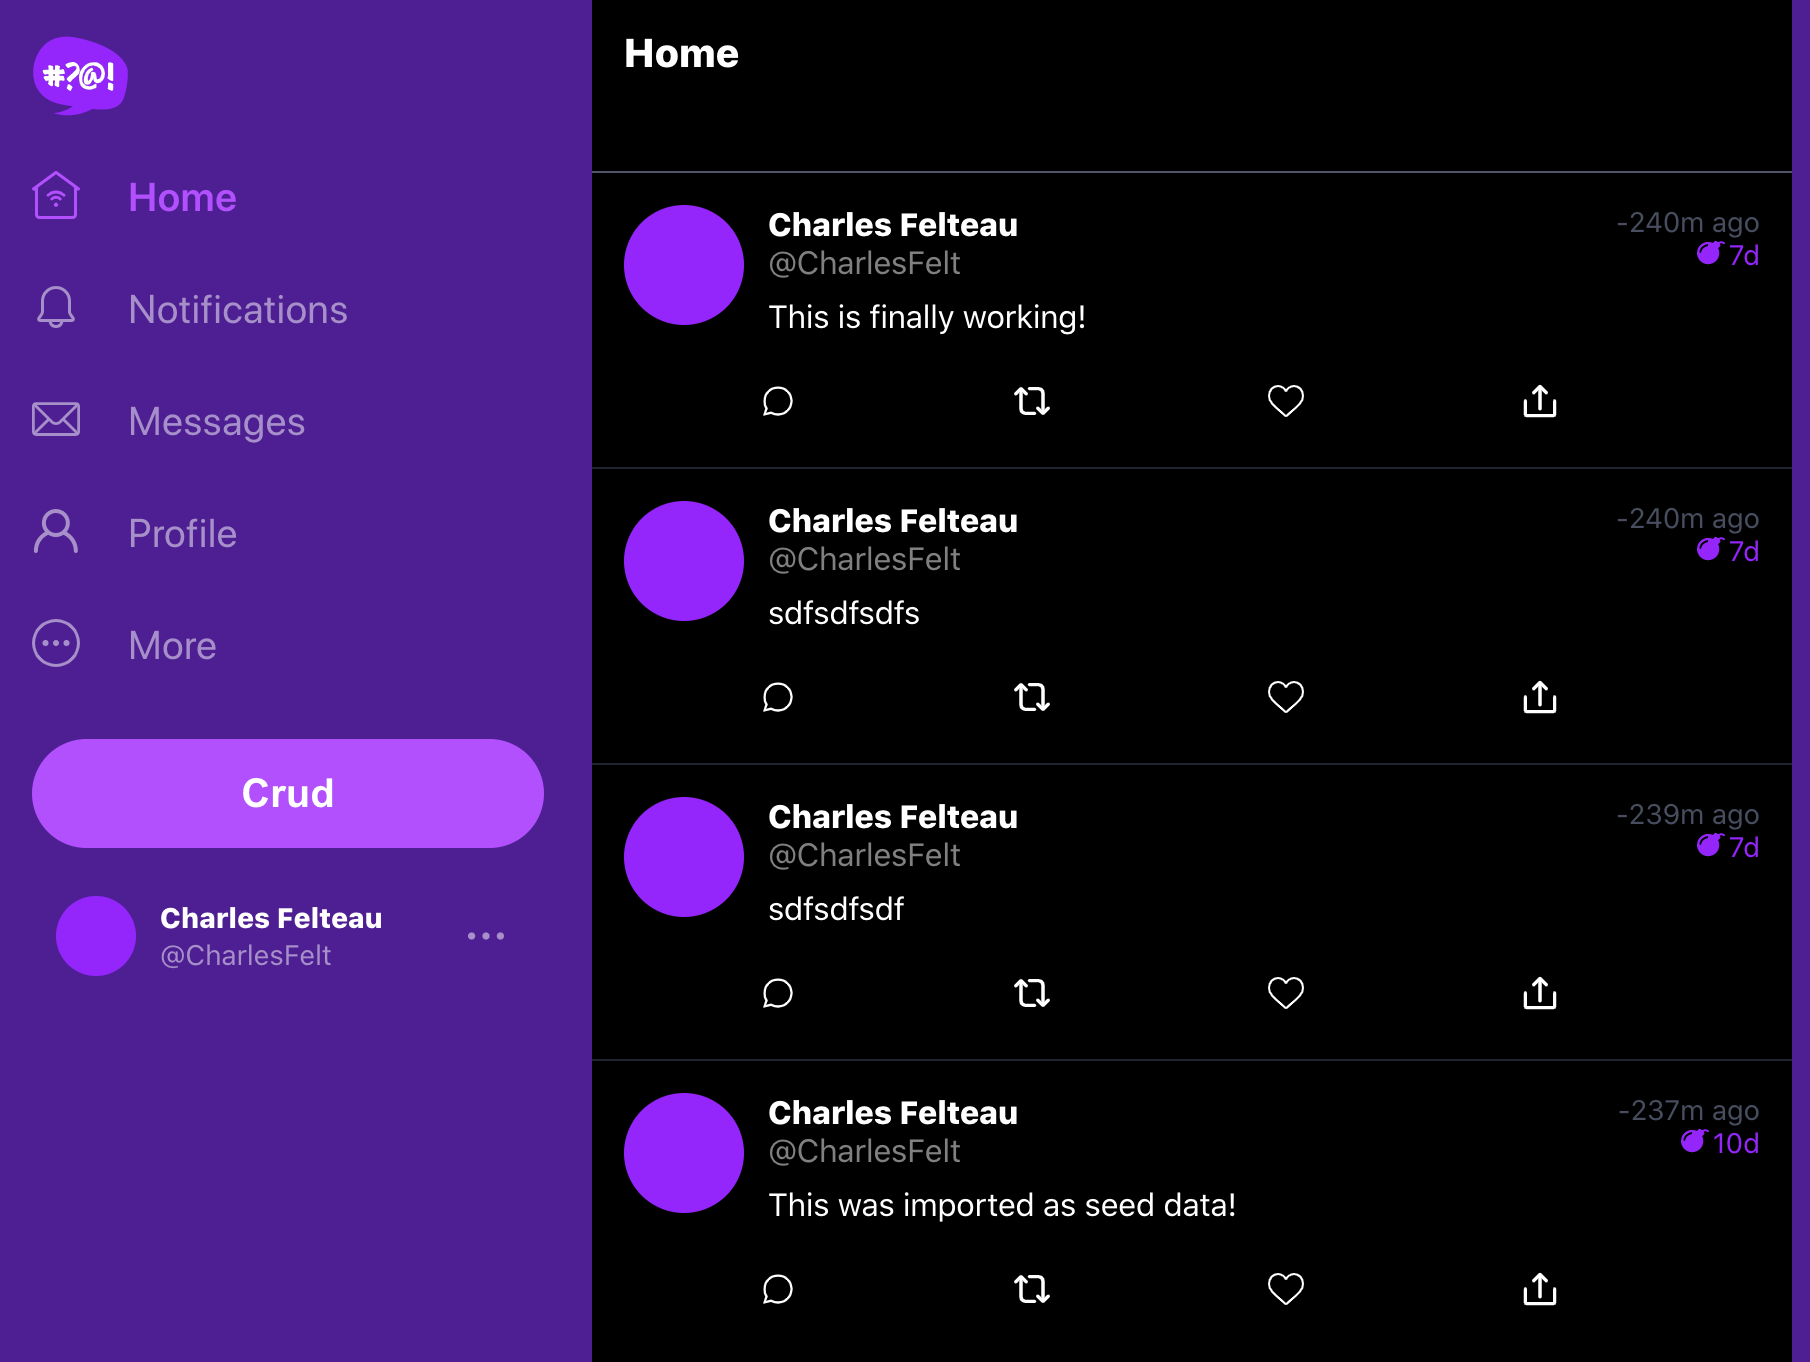 #?@!
Home
Notifications
Messages
Profile
More
Crud
Charles Felteau
@CharlesFelt
Home
Charles Felteau
-240m ago
@CharlesFelt
7d
This is finally working!
Charles Felteau
-240m ago
@CharlesFelt
7d
sdfsdfsdfs
Charles Felteau
-239m ago
@CharlesFelt
7d
sdfsdfsdf
Charles Felteau
-237m ago
@CharlesFelt
10d
This was imported as seed data!